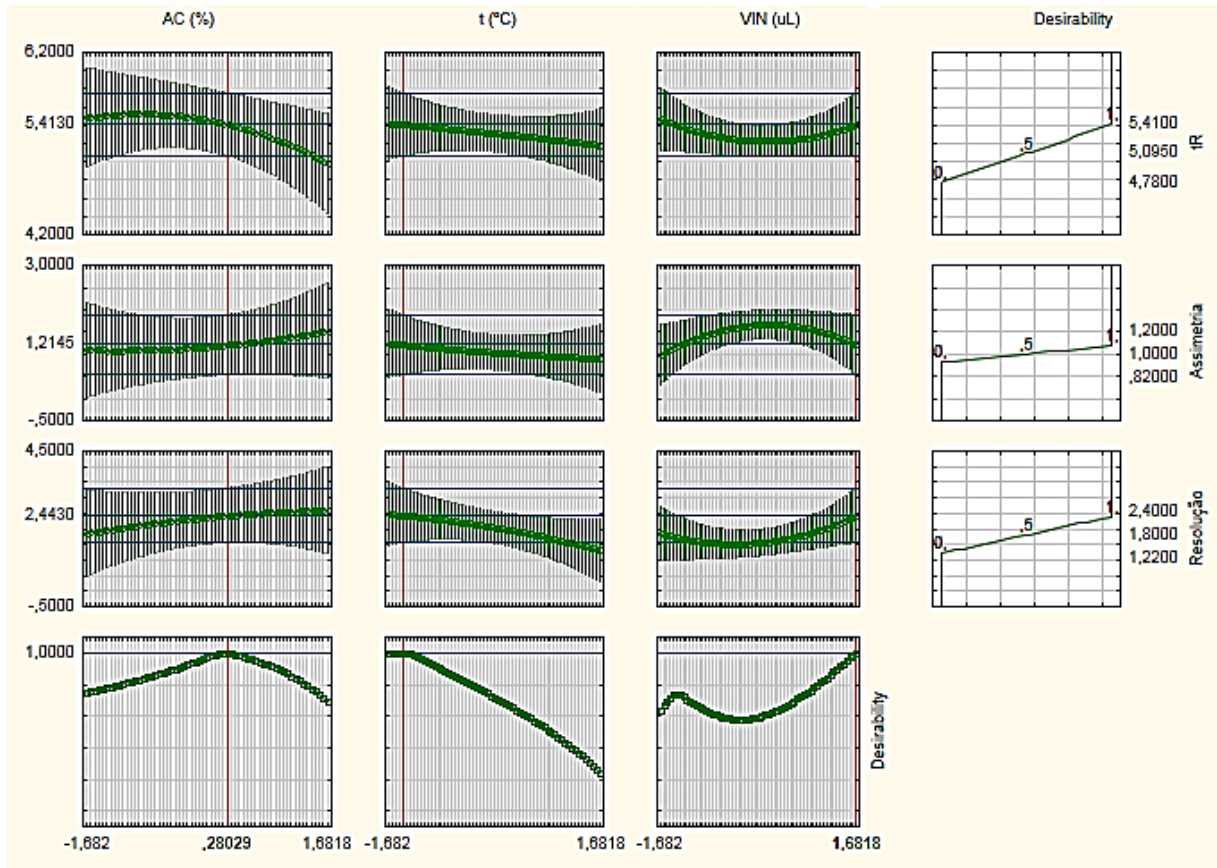 AC (%) t (ºC) VIN (uL) Desirability
6,2000
5,4130
4,2000
0, ,5 1,
5,4100
5,0950
4,7800
tR
3,0000
1,2145
-,5000
0, ,5 1,
1,2000
1,0000
,82000
Assimetria
4,5000
2,4430
-,5000
0, ,5 1,
2,4000
1,8000
1,2200
Resolução
1,0000
Desirability
-1,682 ,28029 1,6818 -1,682 1,6818 -1,682 1,6818